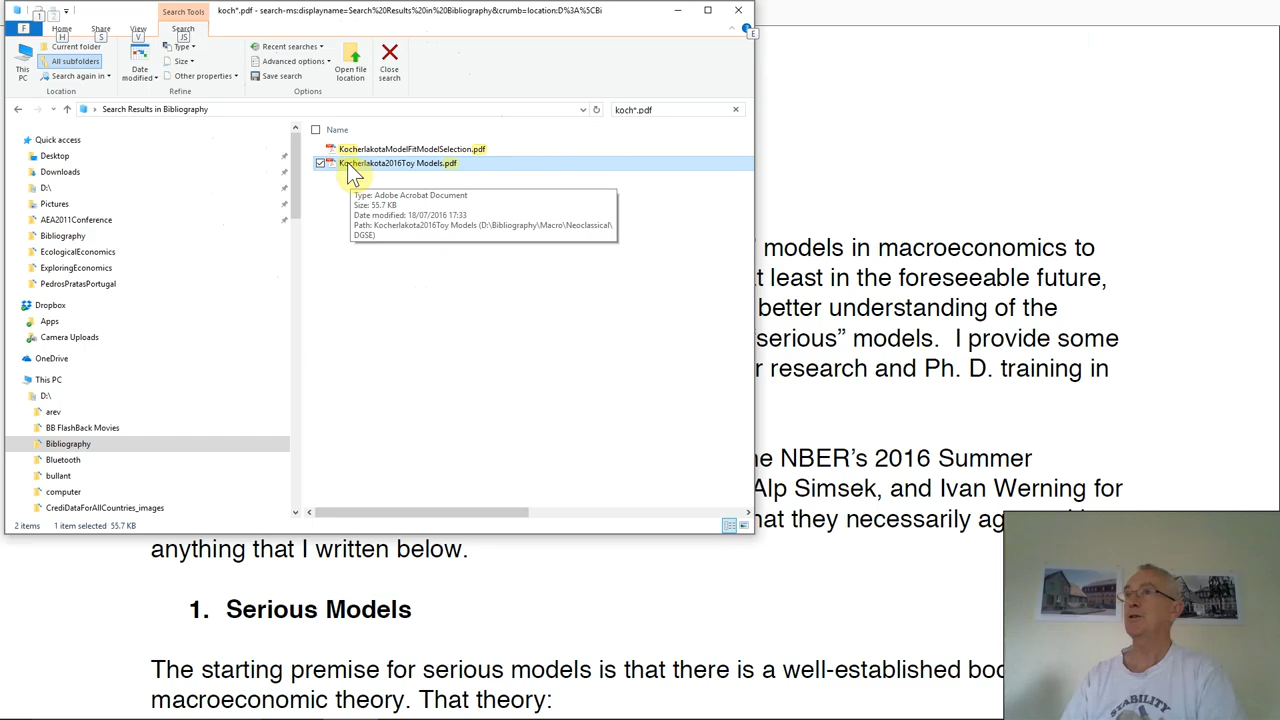 koch*.pdf - search-ms:displayname=Search%20Results%20in%20Bibliography&crumb=location:D%3A%5CBi
1 2
Search Tools
F Home Share View Search
H S V JS E
This PC
Current folder
All subfolders
Search again in
Location
Date modified
Type
Size
Other properties
Refine
Recent searches
Advanced options
Save search
Open file location
Options
Close search
Search Results in Bibliography
koch*.pdf
Quick access
Desktop
Downloads
D:\
Pictures
AEA2011Conference
Bibliography
EcologicalEconomics
ExploringEconomics
PedrosPratasPortugal
Dropbox
Apps
Camera Uploads
OneDrive
This PC
D:\
arev
BB FlashBack Movies
Bibliography
Bluetooth
bullant
computer
CrediDataForAllCountries_images
2 items 1 item selected 55.7 KB
Name
KocherlakotaModelFitModelSelection.pdf
Kocherlakota2016Toy Models.pdf
Type: Adobe Acrobat Document
Size: 55.7 KB
Date modified: 18/07/2016 17:33
Path: Kocherlakota2016Toy Models (D:\Bibliography\Macro\Neoclassical\
DGSE)
models in macroeconomics to
t least in the foreseeable future,
better understanding of the
serious” models. I provide some
r research and Ph. D. training in
ne NBER’s 2016 Summer
Alp Simsek, and Ivan Werning for
hat they necessarily ag
anything that I written below.
1. Serious Models
The starting premise for serious models is that there is a well-established bo
macroeconomic theory. That theory:
STABILITY